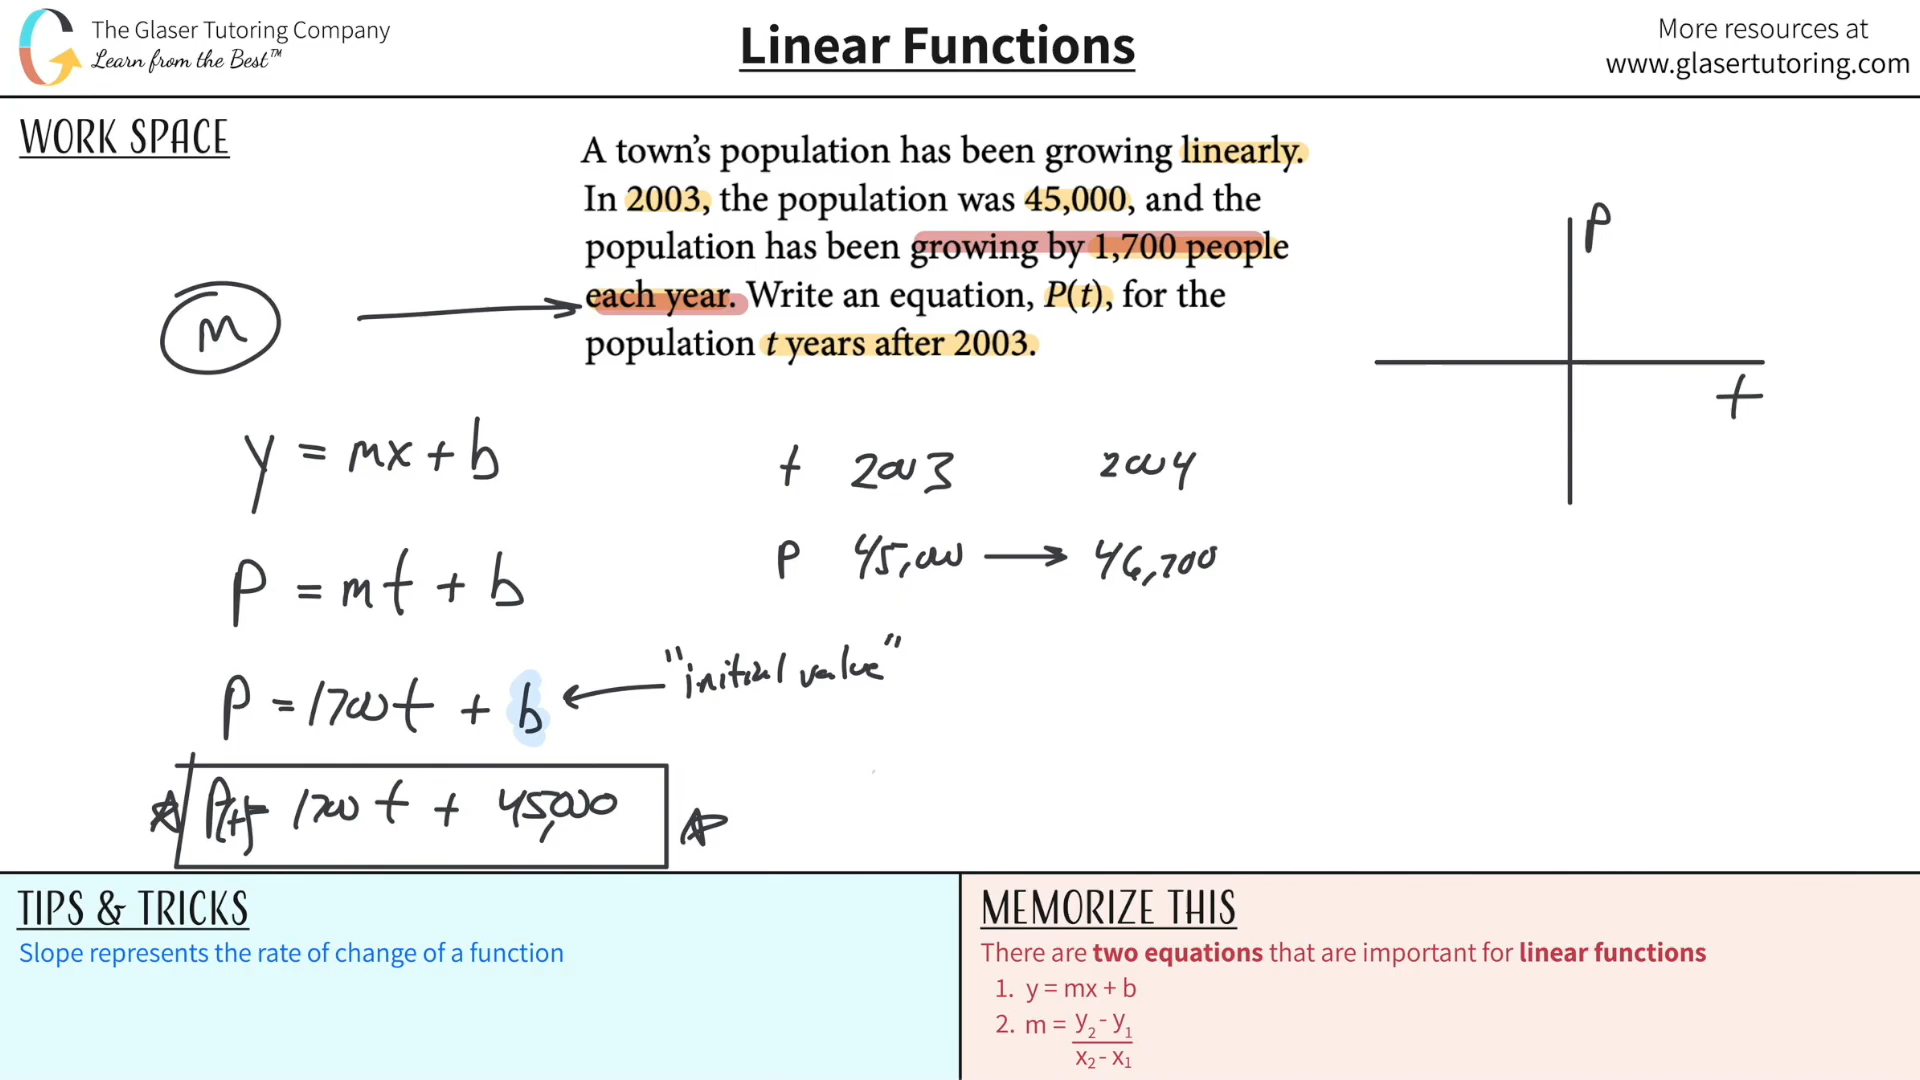 The Glaser Tutoring Company
Learn from the Best™
Linear Functions
More resources at
www.glasertutoring.com
WORK SPACE
A town's population has been growing linearly.
In 2003, the population was 45,000, and the
population has been growing by 1,700 people
each year. Write an equation, P(t), for the
population t years after 2003.
m
P
t
y = mx + b
t 2003 2004
P = mt + b
P 45,000 → 46,700
P = 1700t + b ← "initial value"
P(t) = 1700t + 45,000
TIPS & TRICKS
Slope represents the rate of change of a function
MEMORIZE THIS
There are two equations that are important for linear functions
1. y = mx + b
2. m = y₂ - y₁
x₂ - x₁